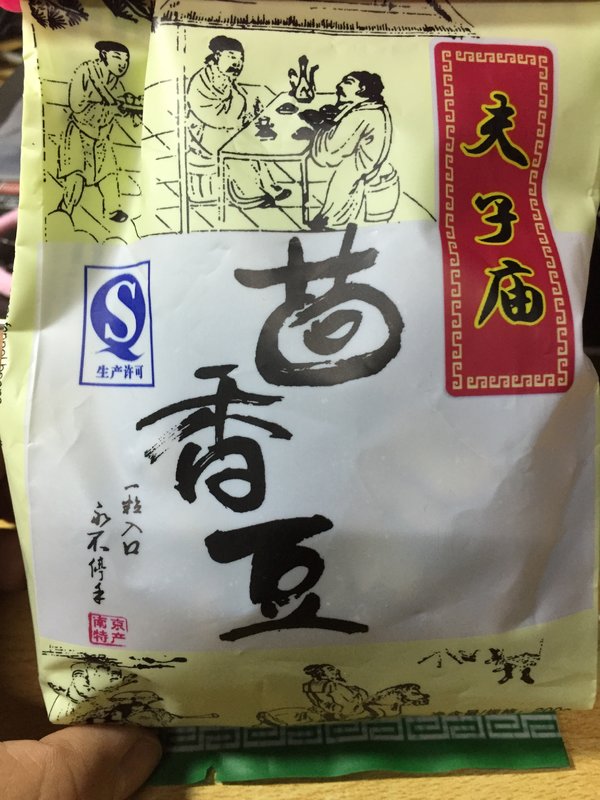 夫子庙
茴香豆
生产许可
一粒入口
永不停手
南京
特产